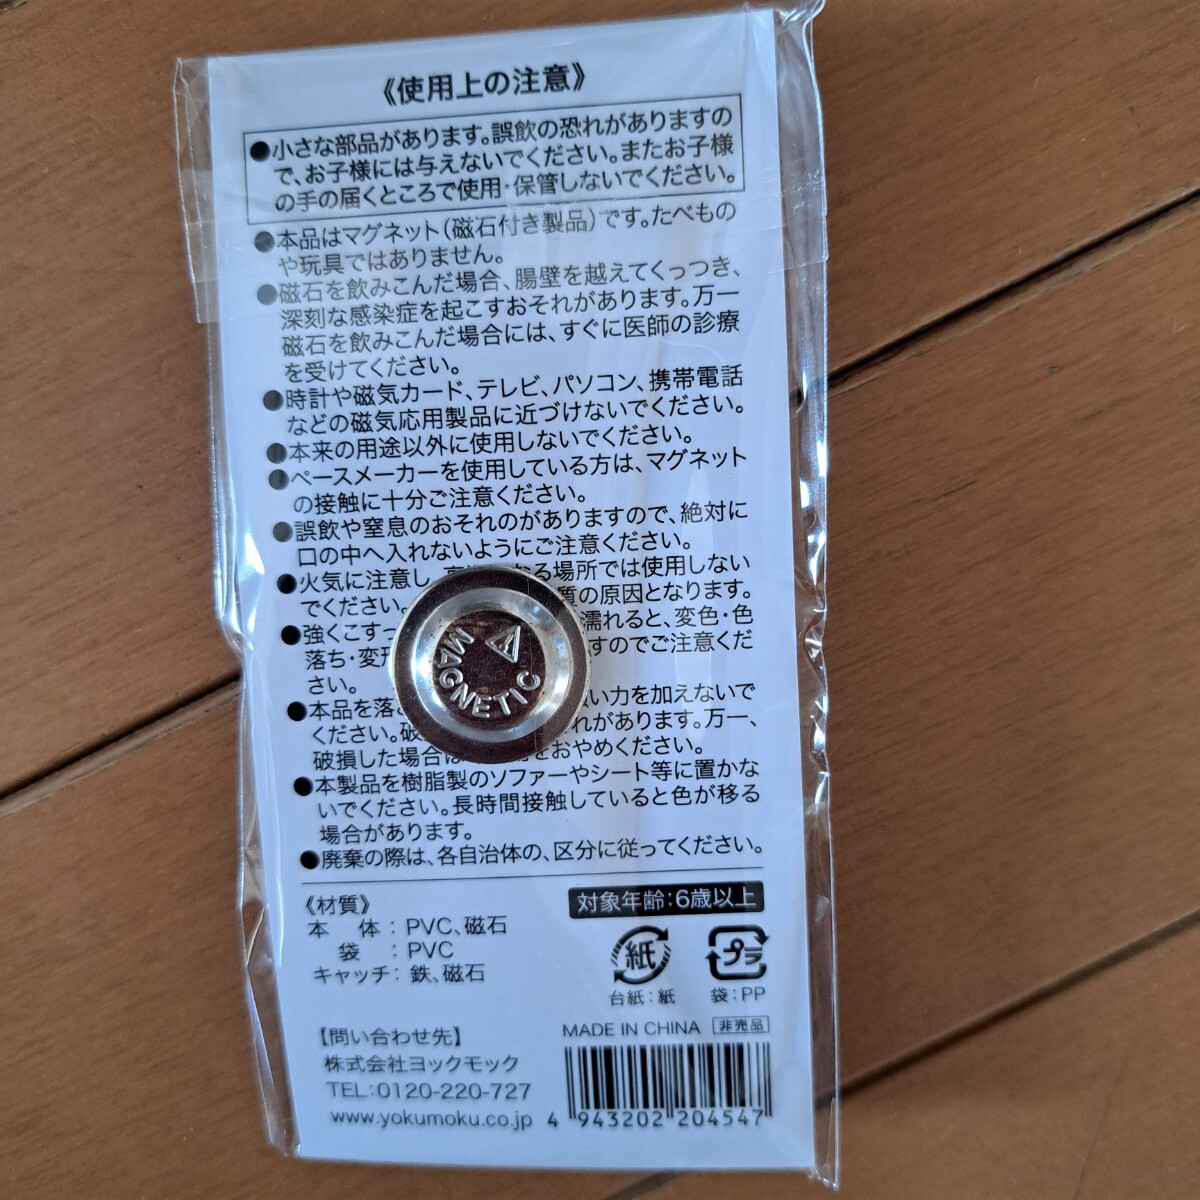 《使用上の注意》
●小さな部品があります。誤飲の恐れがありますの
で、お子様には与えないでください。またお子様
の手の届くところで使用・保管しないでください。
●本品はマグネット(磁石付き製品)です。たべもの
や玩具ではありません。
●磁石を飲みこんだ場合、腸壁を越えてくっつき、
深刻な感染症を起こすおそれがあります。万一
磁石を飲みこんだ場合には、すぐに医師の診療
を受けてください。
●時計や磁気カード、テレビ、パソコン、携帯電話
などの磁気応用製品に近づけないでください。
●本来の用途以外に使用しないでください。
●ペースメーカーを使用している方は、マグネット
の接触に十分ご注意ください。
●誤飲や窒息のおそれのがありますので、絶対に
口の中へ入れないようにご注意ください。
●火気に注意し、 なる場所では使用しない
でください。 質の原因となります。
●強くこすっ 濡れると、変色・色
落ち・変形 すのでご注意くだ
さい。
●本品を落と 力を加えないで
ください。破 れがあります。万一、
破損した場合は をおやめください。
●本製品を樹脂製のソファーやシート等に置かな
いでください。長時間接触していると色が移る
場合があります。
●廃棄の際は、各自治体の、区分に従ってください。
MAGNETIC
《材質》
本 体 : PVC、磁石
袋 : PVC
キャッチ : 鉄、磁石
対象年齢:6歳以上
紙
プラ
台紙:紙
袋:PP
【問い合わせ先】
株式会社ヨックモック
TEL:0120-220-727
www.yokumoku.co.jp
MADE IN CHINA 非売品
4 943202 204547